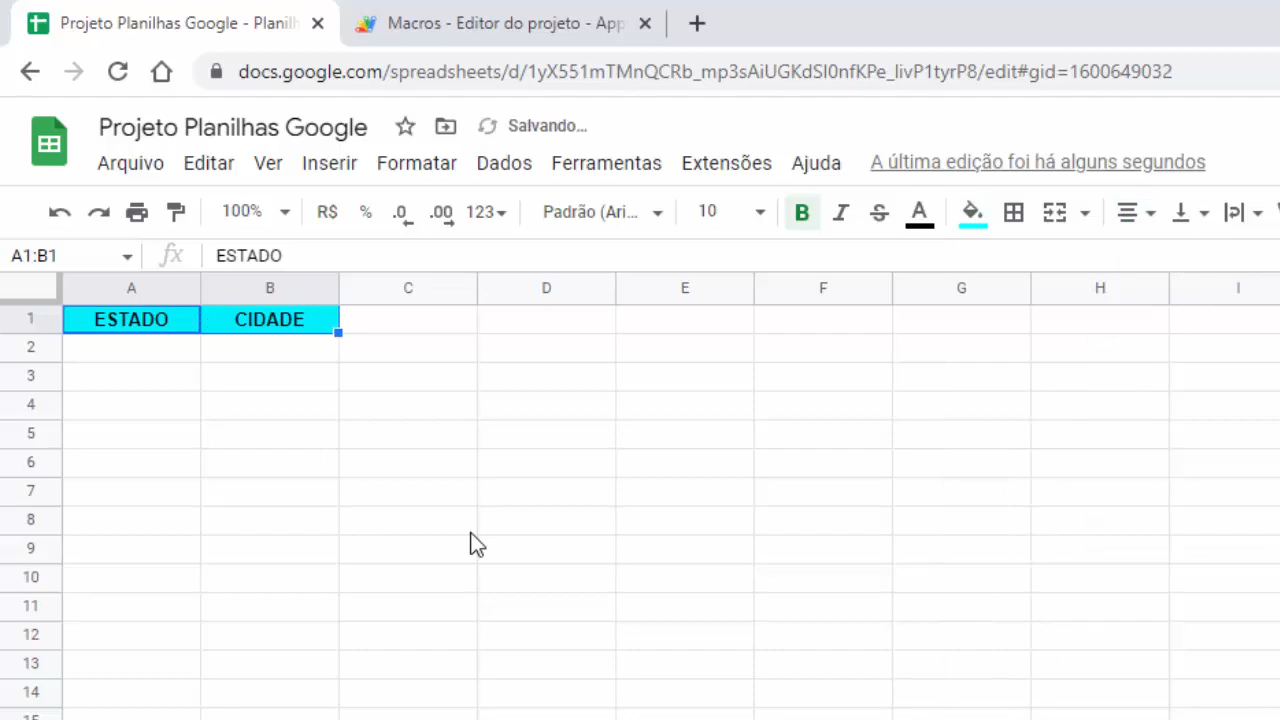 Projeto Planilhas Google - Planilh
Macros - Editor do projeto - App
docs.google.com/spreadsheets/d/1yX551mTMnQCRb_mp3sAiUGKdSI0nfKPe_IivP1tyrP8/edit#gid=1600649032
Projeto Planilhas Google Salvando...
Arquivo Editar Ver Inserir Formatar Dados Ferramentas Extensões Ajuda A última edição foi há alguns segundos
100% R$ % .0 .00 123 Padrão (Ari... 10 B I S A
A1:B1 fx ESTADO
A B C D E F G H I
1 ESTADO CIDADE
2
3
4
5
6
7
8
9
10
11
12
13
14
15